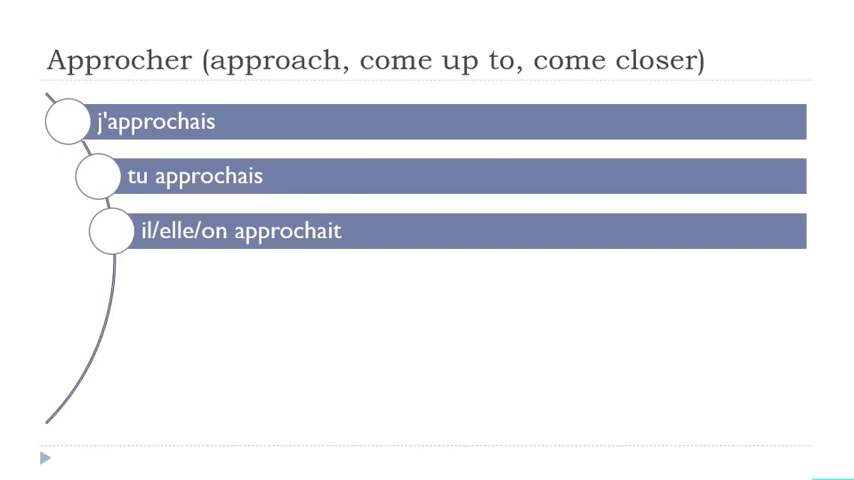 Approcher (approach, come up to, come closer)
j'approchais
tu approchais
il/elle/on approchait